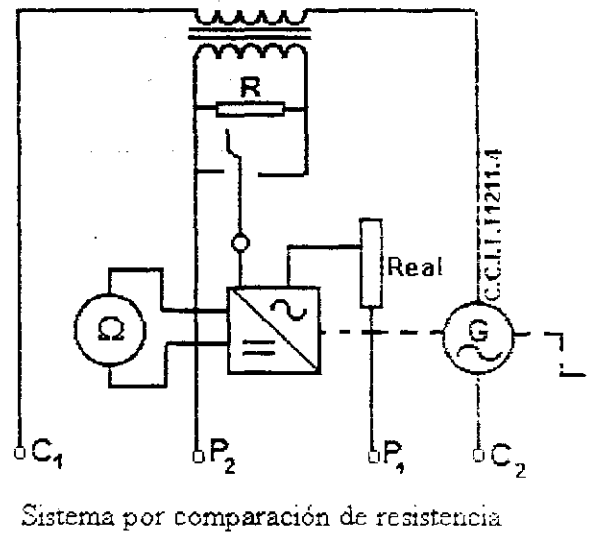 R
Real
C.C.I.T.T.11211.4
Ω
G
C₁
P₂
P₁
C₂
Sistema por comparación de resistencia